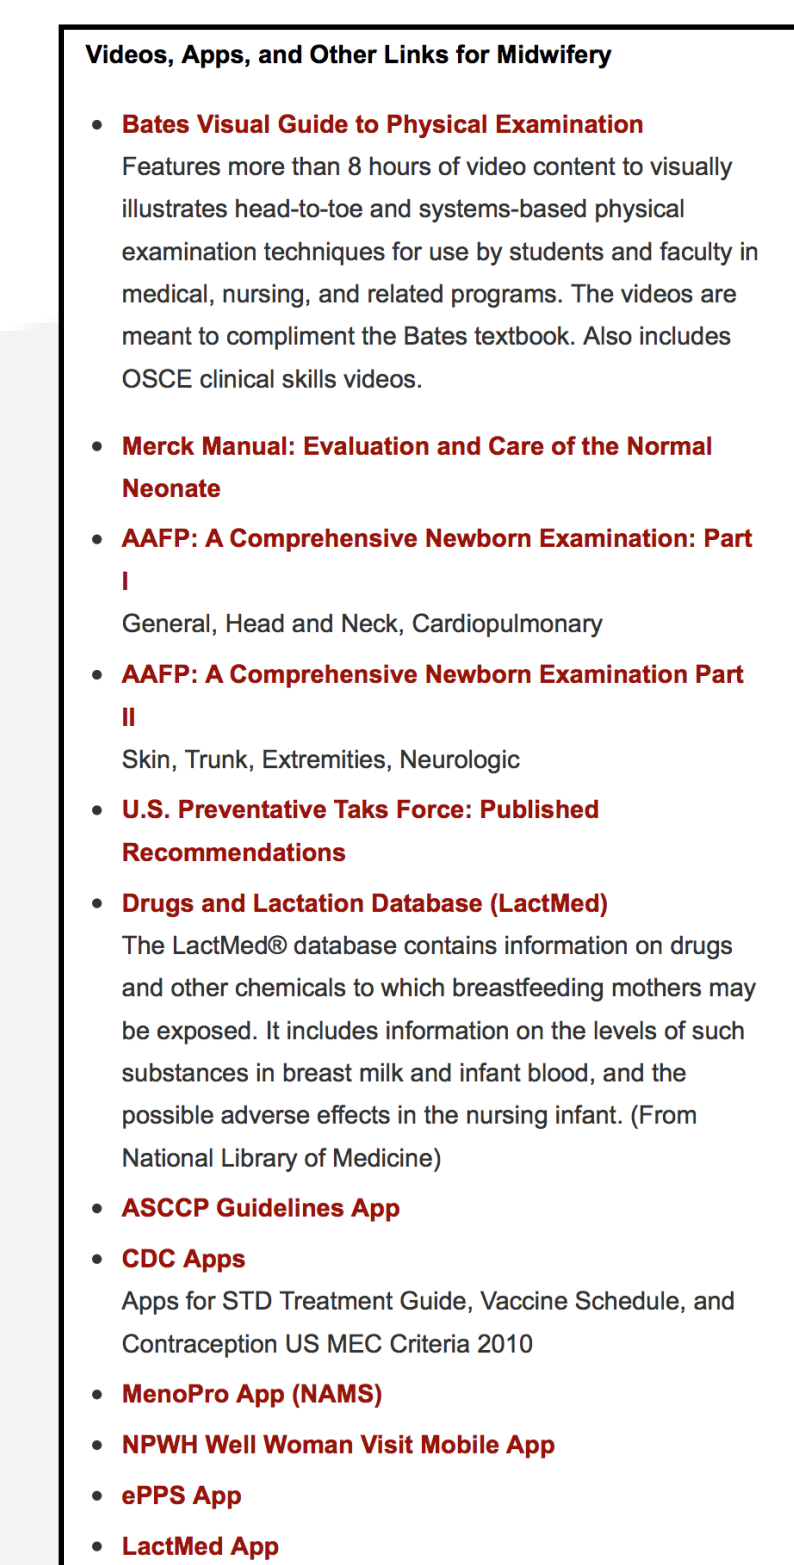 Videos, Apps, and Other Links for Midwifery
Bates Visual Guide to Physical Examination
Features more than 8 hours of video content to visually
illustrates head-to-toe and systems-based physical
examination techniques for use by students and faculty in
medical, nursing, and related programs. The videos are
meant to compliment the Bates textbook. Also includes
OSCE clinical skills videos.
Merck Manual: Evaluation and Care of the Normal
Neonate
AAFP: A Comprehensive Newborn Examination: Part
I
General, Head and Neck, Cardiopulmonary
AAFP: A Comprehensive Newborn Examination Part
II
Skin, Trunk, Extremities, Neurologic
U.S. Preventative Taks Force: Published
Recommendations
Drugs and Lactation Database (LactMed)
The LactMed® database contains information on drugs
and other chemicals to which breastfeeding mothers may
be exposed. It includes information on the levels of such
substances in breast milk and infant blood, and the
possible adverse effects in the nursing infant. (From
National Library of Medicine)
ASCCP Guidelines App
CDC Apps
Apps for STD Treatment Guide, Vaccine Schedule, and
Contraception US MEC Criteria 2010
MenoPro App (NAMS)
NPWH Well Woman Visit Mobile App
ePPS App
LactMed App